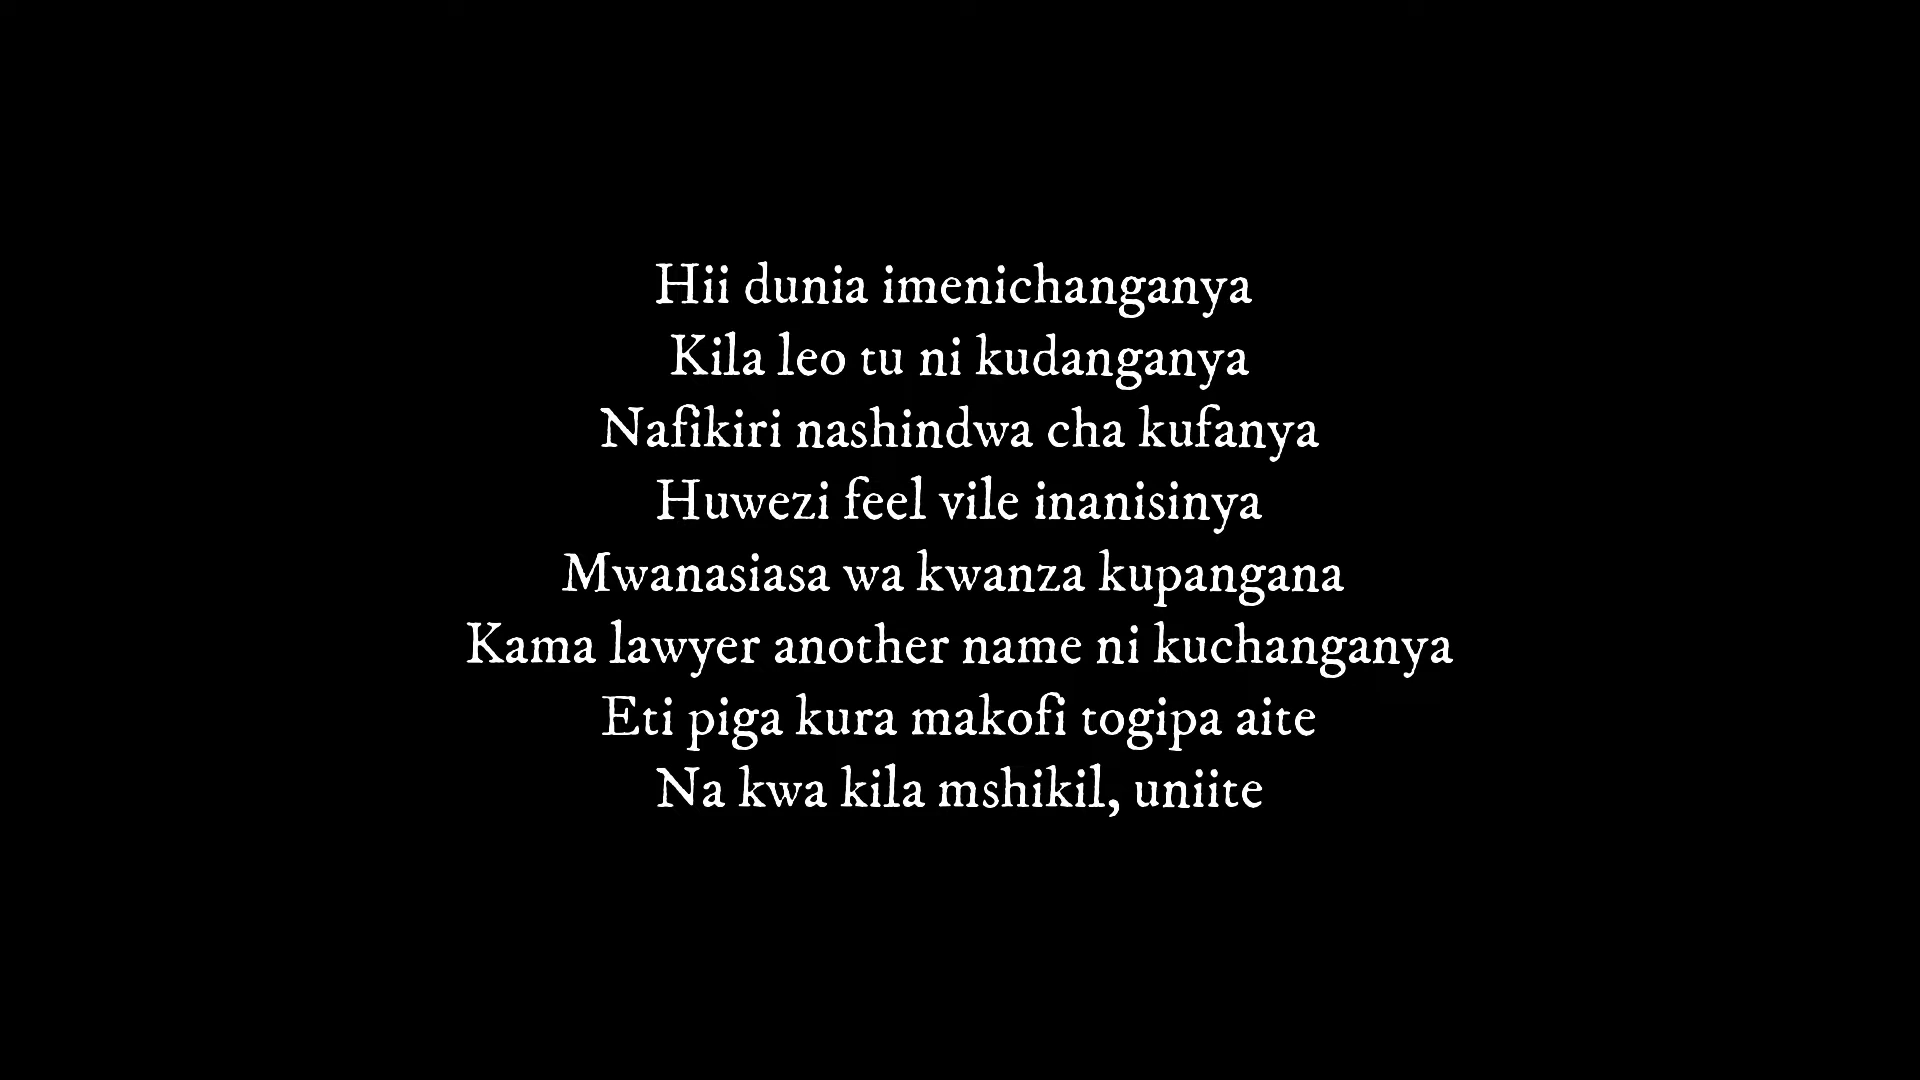 Hii dunia imenichanganya
Kila leo tu ni kudanganya
Nafikiri nashindwa cha kufanya
Huwezi feel vile inanisinya
Mwanasiasa wa kwanza kupangana
Kama lawyer another name ni kuchanganya
Eti piga kura makofi togipa aite
Na kwa kila mshikil, uniite